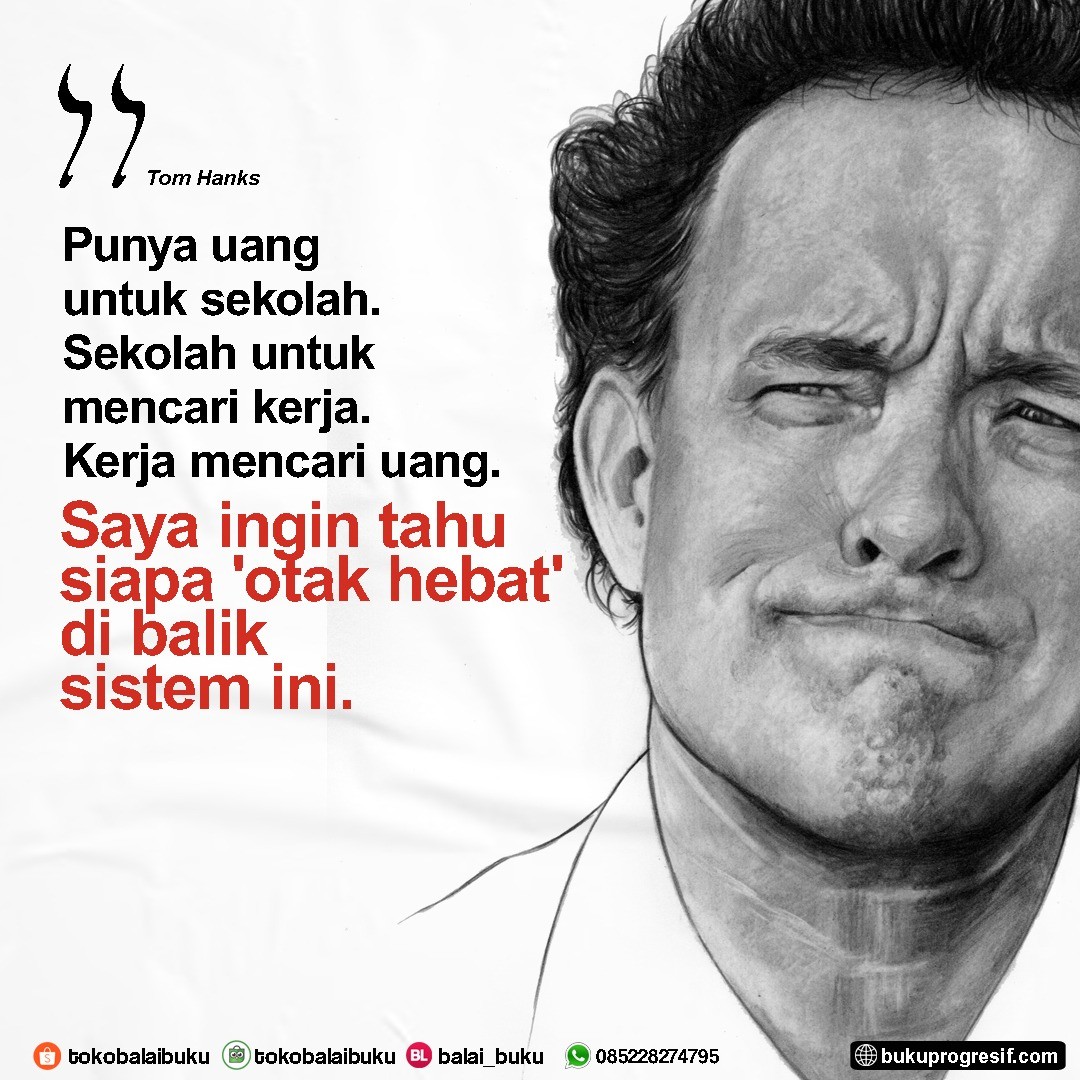 Tom Hanks
Punya uang
untuk sekolah.
Sekolah untuk
mencari kerja.
Kerja mencari uang.
Saya ingin tahu
siapa 'otak hebat'
di balik
sistem ini.
tokobalaibuku tokobalaibuku BL balai_buku 085228274795 bukuprogresif.com